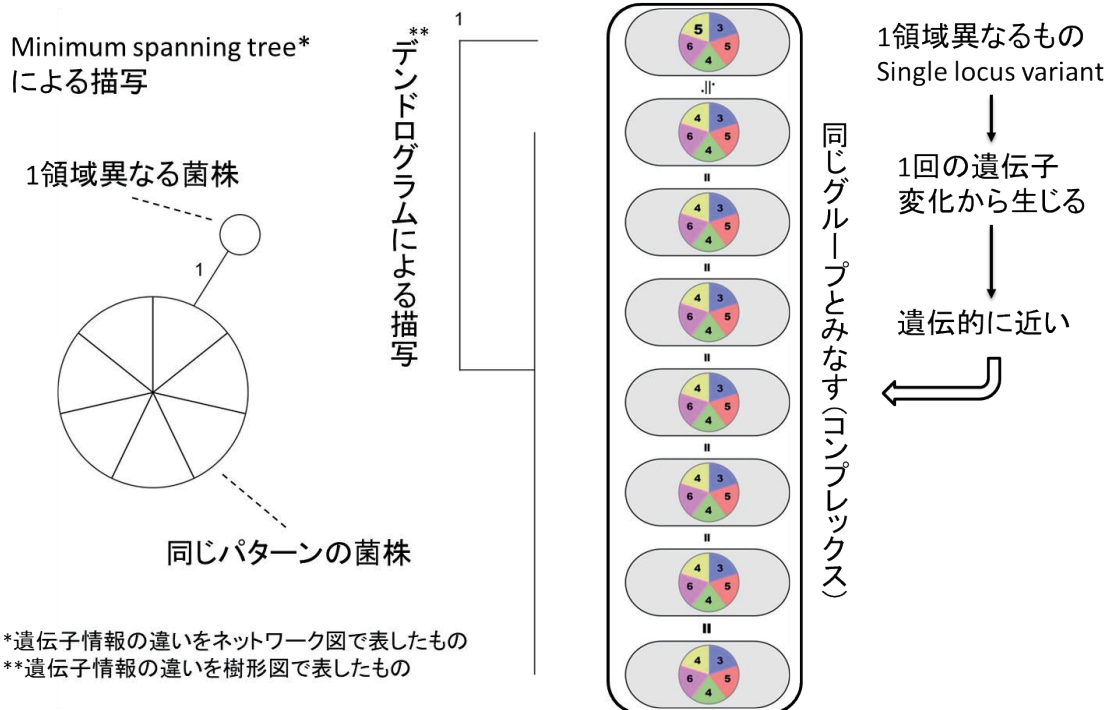 Minimum spanning tree*
による描写
1領域異なる菌株
1
同じパターンの菌株
*遺伝子情報の違いをネットワーク図で表したもの
**遺伝子情報の違いを樹形図で表したもの
1
**
デンドログラムによる描写
5 3 5 4 6
.||·
4 3 5 4 6
=
4 3 5 4 6
=
4 3 5 4 6
=
4 3 5 4 6
=
4 3 5 4 6
=
4 3 5 4 6
=
4 3 5 4 6
同じグループとみなす(コンプレックス)
1領域異なるもの
Single locus variant
1回の遺伝子
変化から生じる
遺伝的に近い